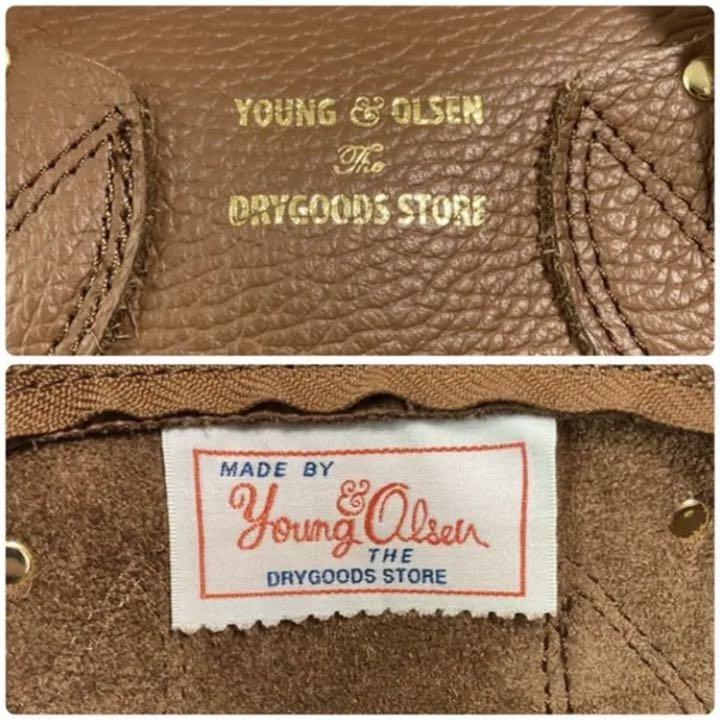 YOUNG & OLSEN
The
DRYGOODS STORE
MADE BY
Young & Olsen
THE
DRYGOODS STORE